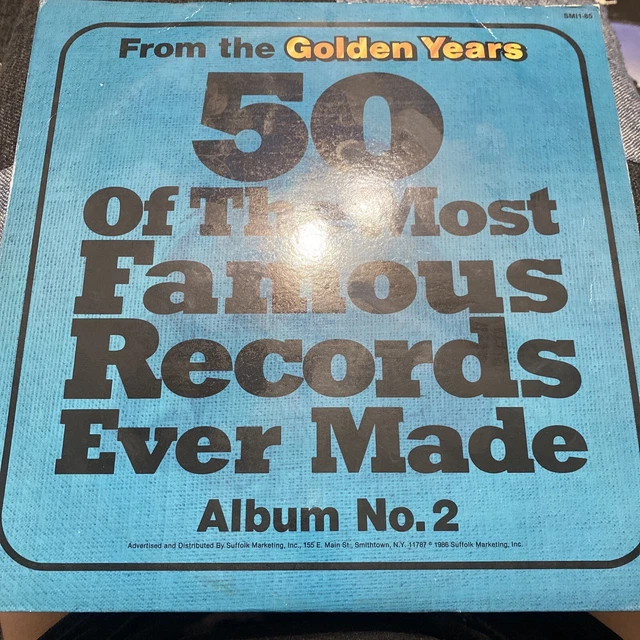 SMI1-85
From the Golden Years
50
Of The Most
Famous
Records
Ever Made
Album No. 2
Advertised and Distributed By Suffolk Marketing, Inc., 155 E. Main St., Smithtown, N.Y. 11787 © 1986 Suffolk Marketing, Inc.